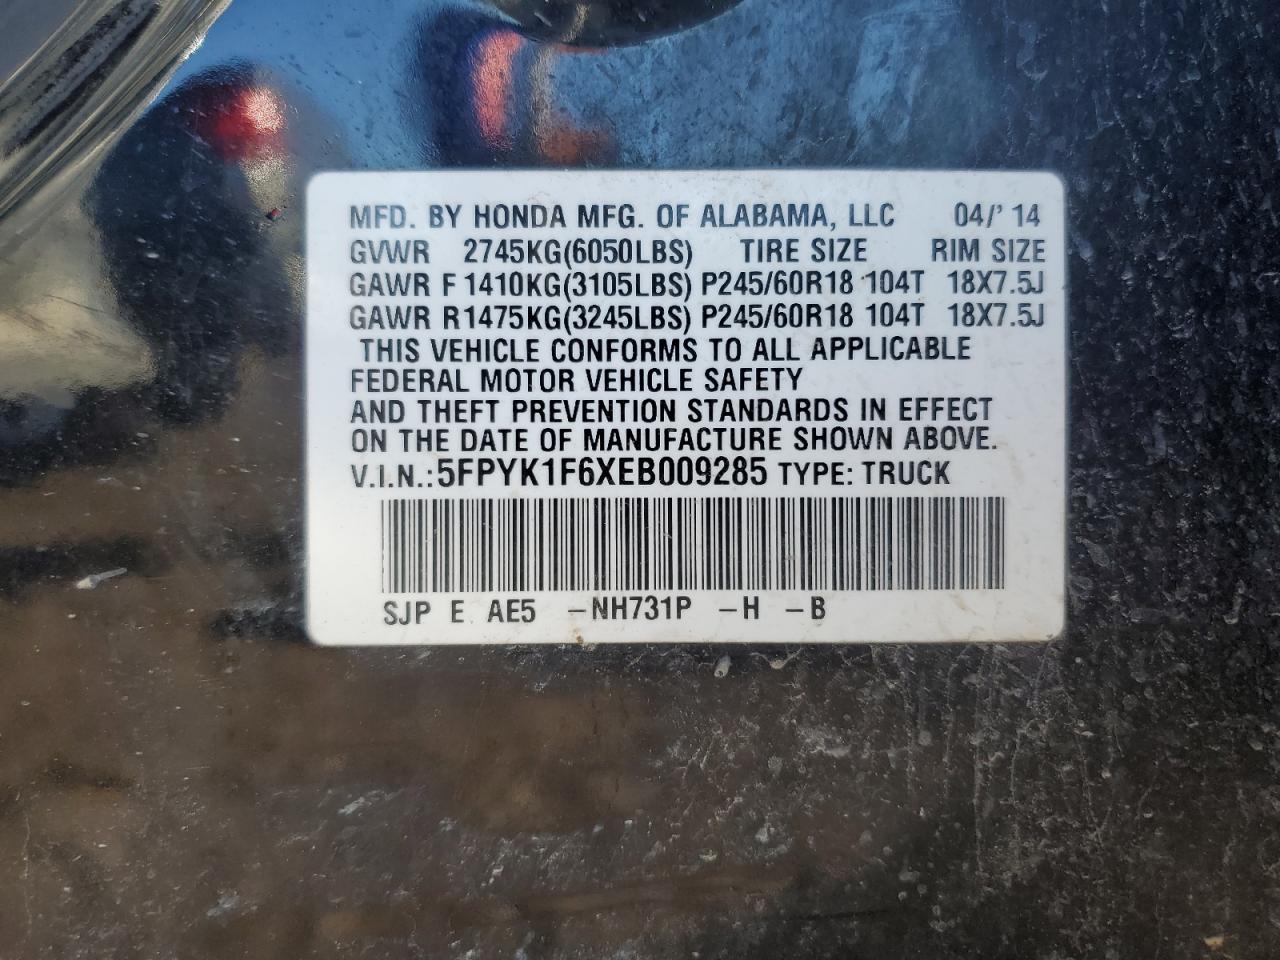 MFD. BY HONDA MFG. OF ALABAMA, LLC 04/' 14
GVWR 2745KG(6050LBS) TIRE SIZE RIM SIZE
GAWR F 1410KG(3105LBS) P245/60R18 104T 18X7.5J
GAWR R1475KG(3245LBS) P245/60R18 104T 18X7.5J
THIS VEHICLE CONFORMS TO ALL APPLICABLE
FEDERAL MOTOR VEHICLE SAFETY
AND THEFT PREVENTION STANDARDS IN EFFECT
ON THE DATE OF MANUFACTURE SHOWN ABOVE.
V.I.N.: 5FPYK1F6XEB009285 TYPE: TRUCK
SJP E AE5 -NH731P -H -B